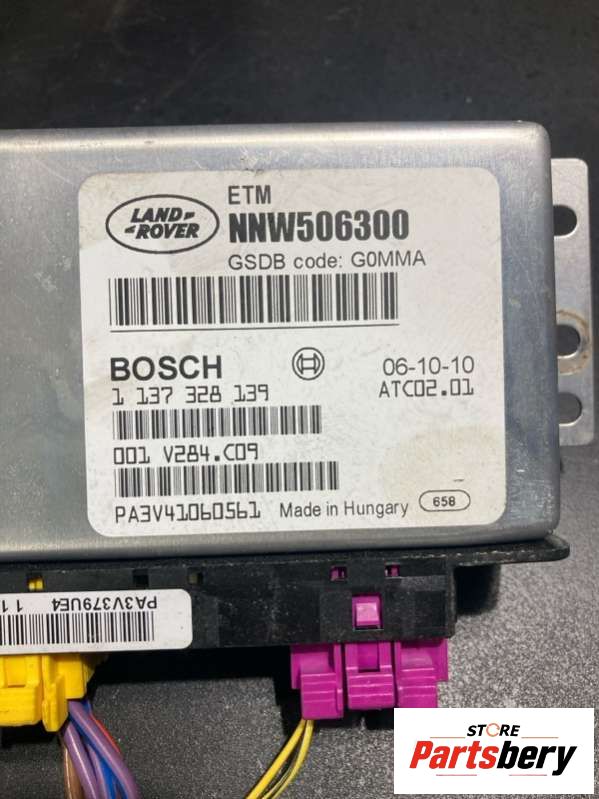 LAND-
-ROVER
ETM
NNW506300
GSDB code: G0MMA
BOSCH
06-10-10
1 137 328 139
ATC02.01
001 V284.C09
PA3V41060561
Made in Hungary
658
PA3V379UE4 11
STORE
Partsbery